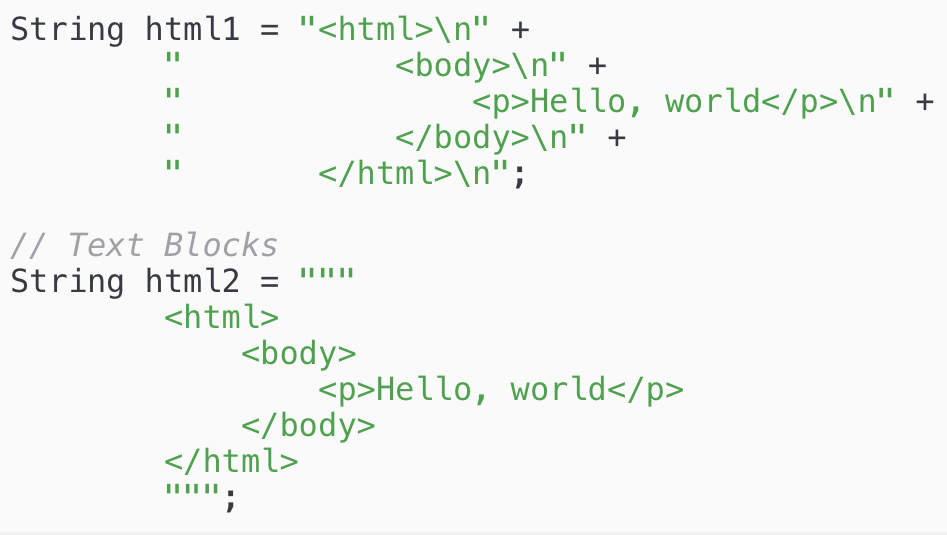 String html1 = "<html>\n" +
        "           <body>\n" +
        "               <p>Hello, world</p>\n" +
        "           </body>\n" +
        "       </html>\n";

// Text Blocks
String html2 = """
        <html>
            <body>
                <p>Hello, world</p>
            </body>
        </html>
        """;